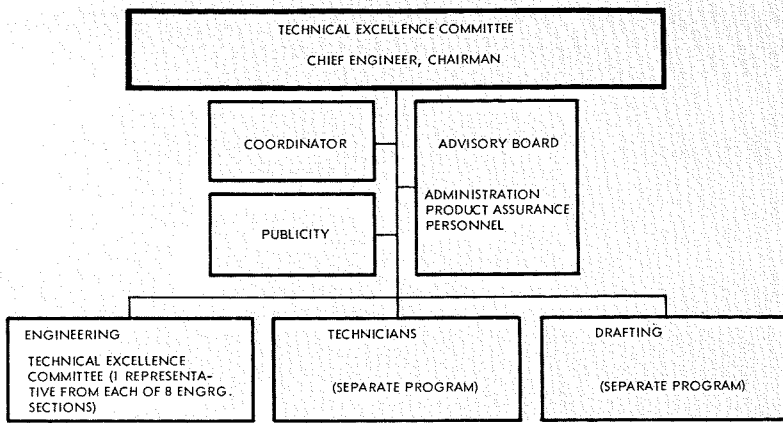 TECHNICAL EXCELLENCE COMMITTEE
CHIEF ENGINEER, CHAIRMAN
COORDINATOR
ADVISORY BOARD
ADMINISTRATION
PRODUCT ASSURANCE
PERSONNEL
PUBLICITY
ENGINEERING
TECHNICAL EXCELLENCE
COMMITTEE (1 REPRESENTA-
TIVE FROM EACH OF 8 ENGRG.
SECTIONS)
TECHNICIANS
(SEPARATE PROGRAM)
DRAFTING
(SEPARATE PROGRAM)